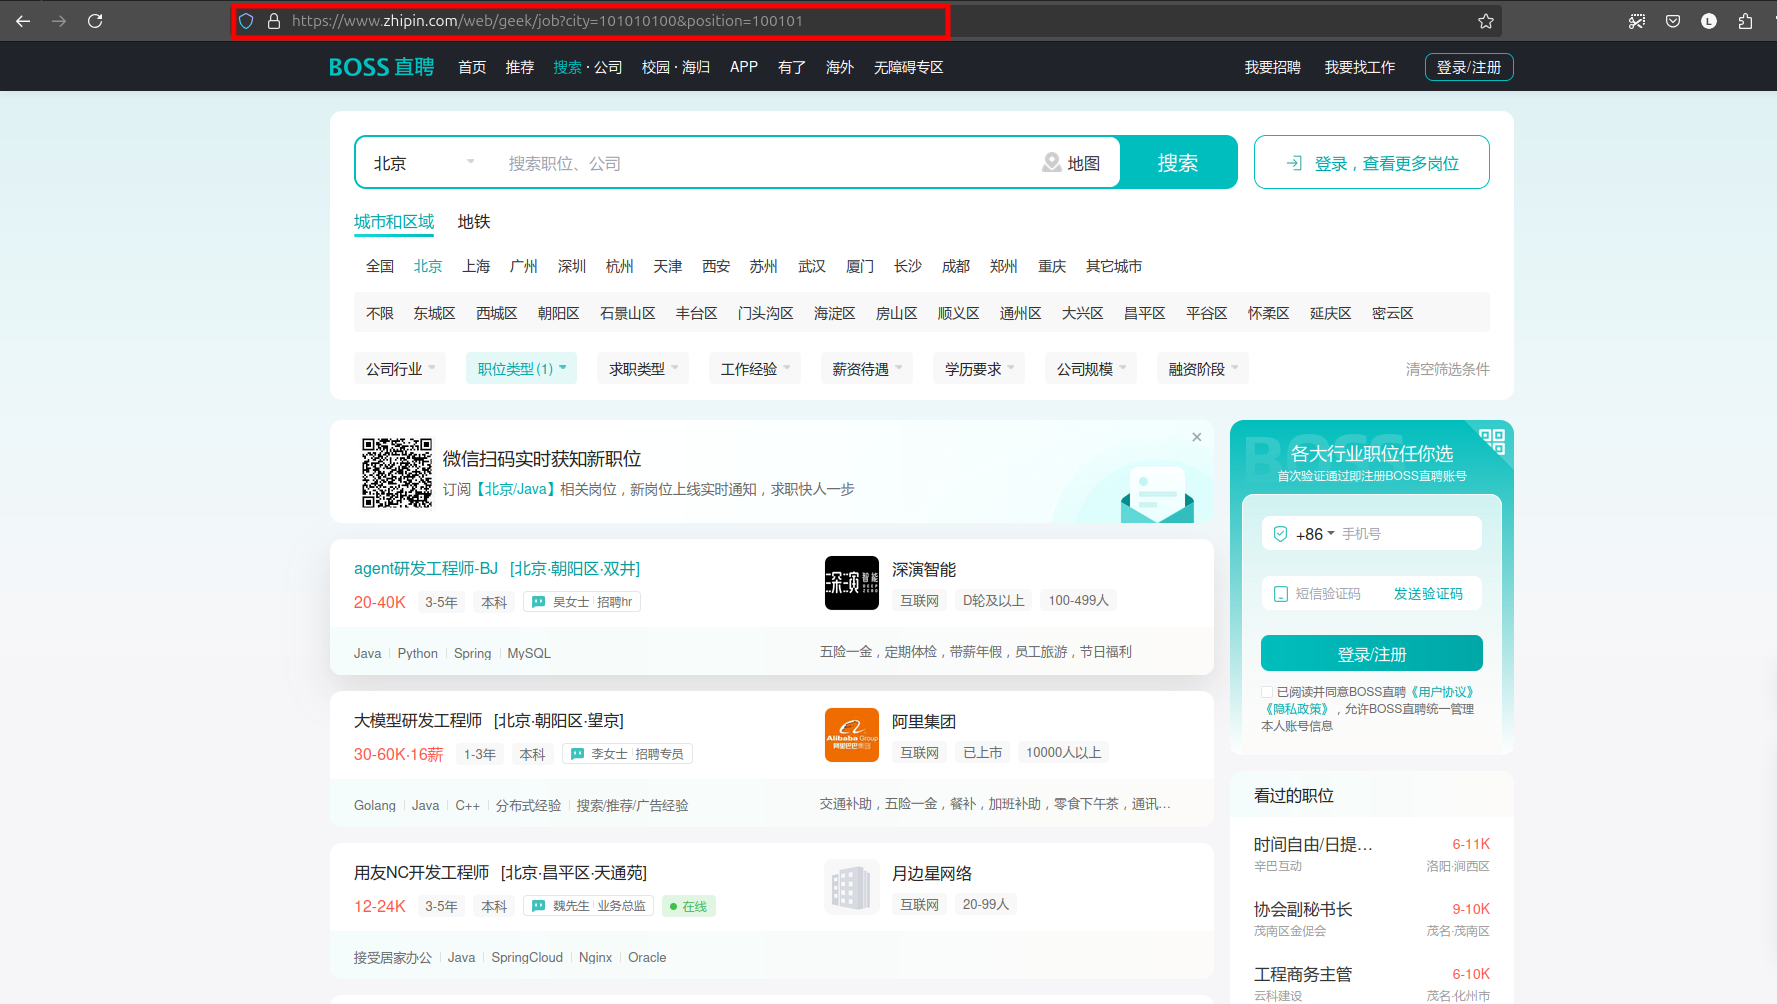 https://www.zhipin.com/web/geek/job?city=101010100&position=100101
L
BOSS 直聘 首页 推荐 搜索 · 公司 校园 · 海归 APP 有了 海外 无障碍专区 我要招聘 我要找工作 登录/注册
北京 搜索职位、公司 地图 搜索 登录，查看更多岗位
城市和区域 地铁
全国 北京 上海 广州 深圳 杭州 天津 西安 苏州 武汉 厦门 长沙 成都 郑州 重庆 其它城市
不限 东城区 西城区 朝阳区 石景山区 丰台区 门头沟区 海淀区 房山区 顺义区 通州区 大兴区 昌平区 平谷区 怀柔区 延庆区 密云区
公司行业 职位类型(1) 求职类型 工作经验 薪资待遇 学历要求 公司规模 融资阶段 清空筛选条件
微信扫码实时获知新职位
订阅【北京/Java】相关岗位，新岗位上线实时通知，求职快人一步
agent研发工程师-BJ [北京·朝阳区·双井]
20-40K 3-5年 本科 吴女士 招聘hr
深演智能 DEEP ZERO
深演智能
互联网 D轮及以上 100-499人
Java Python Spring MySQL
五险一金，定期体检，带薪年假，员工旅游，节日福利
大模型研发工程师 [北京·朝阳区·望京]
30-60K·16薪 1-3年 本科 李女士 招聘专员
Alibaba Group
阿里巴巴集团
阿里集团
互联网 已上市 10000人以上
Golang Java C++ 分布式经验 搜索/推荐/广告经验
交通补助，五险一金，餐补，加班补助，零食下午茶，通讯…
用友NC开发工程师 [北京·昌平区·天通苑]
12-24K 3-5年 本科 魏先生 业务总监 在线
月边星网络
互联网 20-99人
接受居家办公 Java SpringCloud Nginx Oracle
BOSS
各大行业职位任你选
首次验证通过即注册BOSS直聘账号
+86 手机号
短信验证码 发送验证码
登录/注册
已阅读并同意BOSS直聘《用户协议》
《隐私政策》，允许BOSS直聘统一管理
本人账号信息
看过的职位
时间自由/日提… 6-11K
辛巴互动 洛阳·涧西区
协会副秘书长 9-10K
茂南区金促会 茂名·茂南区
工程商务主管 6-10K
云科建设 茂名·化州市